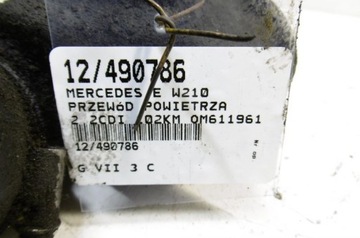 12/490786
MERCEDES E W210
PRZEWÓD POWIETRZA
2.2CDI 102KM OM611961
12/490786
G VII 3 C